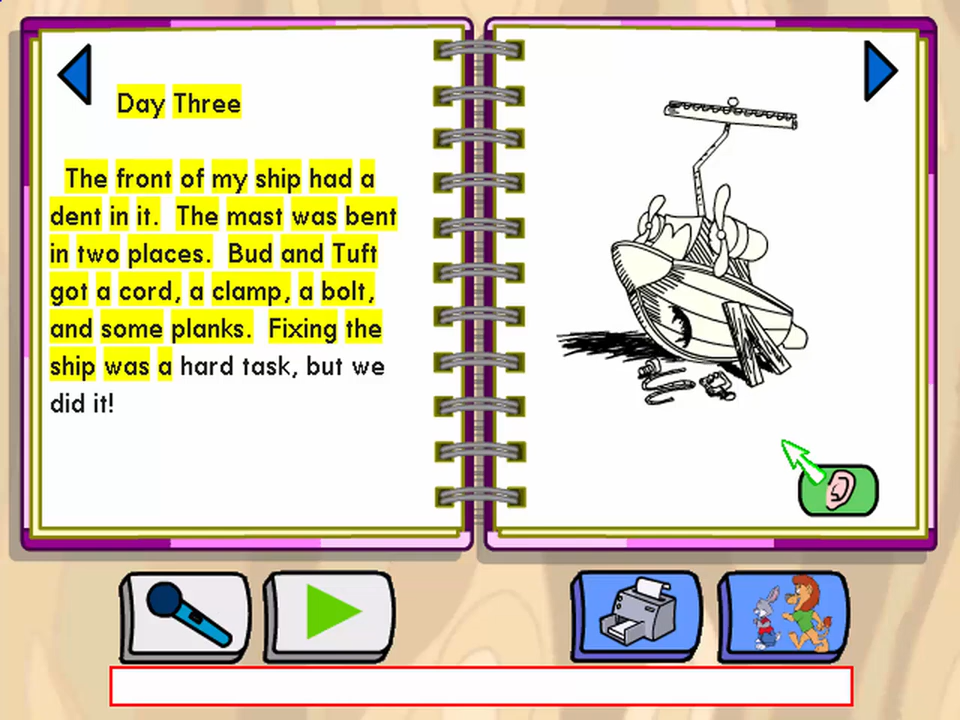 Day Three
The front of my ship had a
dent in it. The mast was bent
in two places. Bud and Tuft
got a cord, a clamp, a bolt,
and some planks. Fixing the
ship was a hard task, but we
did it!